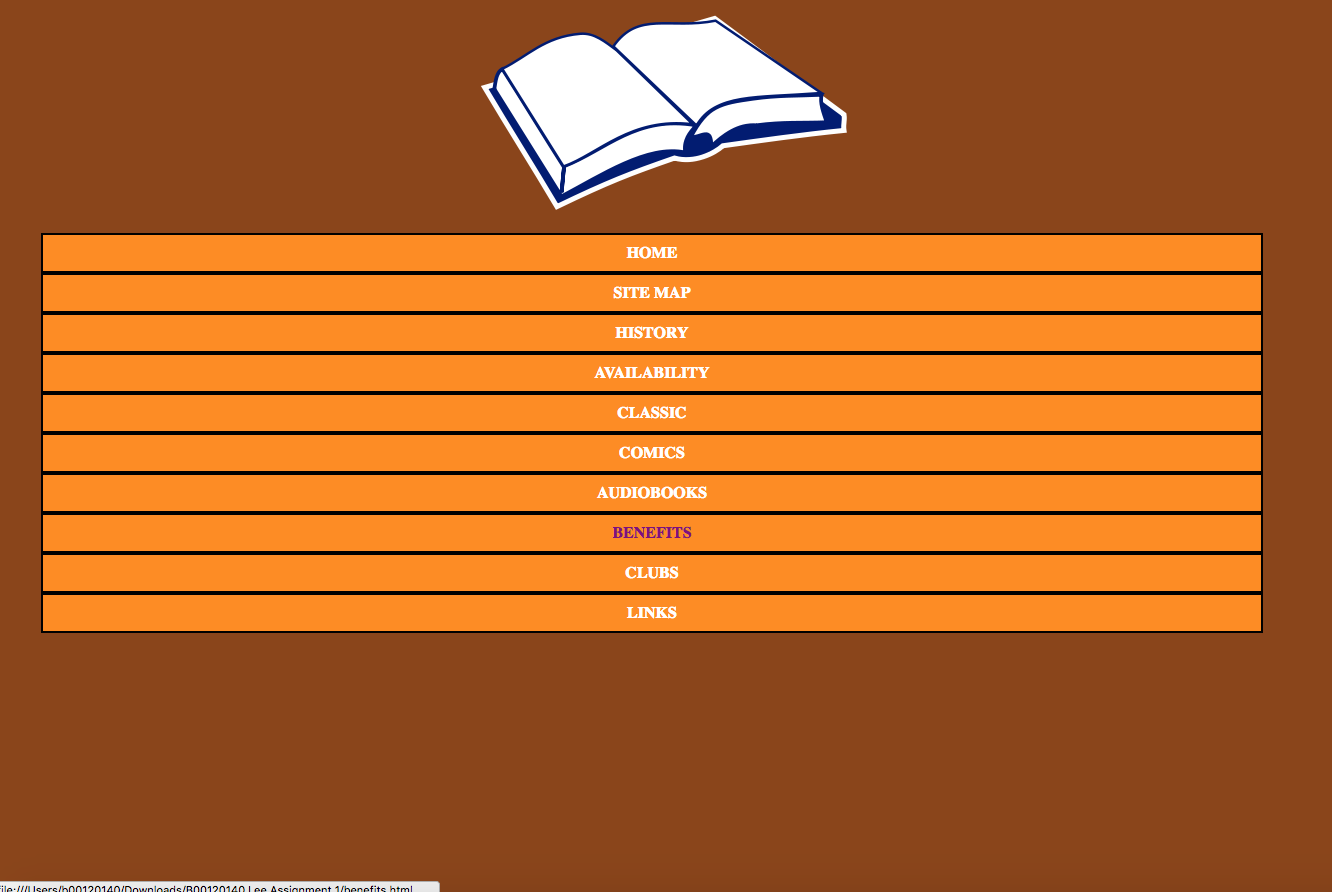 HOME
SITE MAP
HISTORY
AVAILABILITY
CLASSIC
COMICS
AUDIOBOOKS
BENEFITS
CLUBS
LINKS
file:///Users/b00120140/Downloads/B00120140 Lee Assignment 1/benefits.html